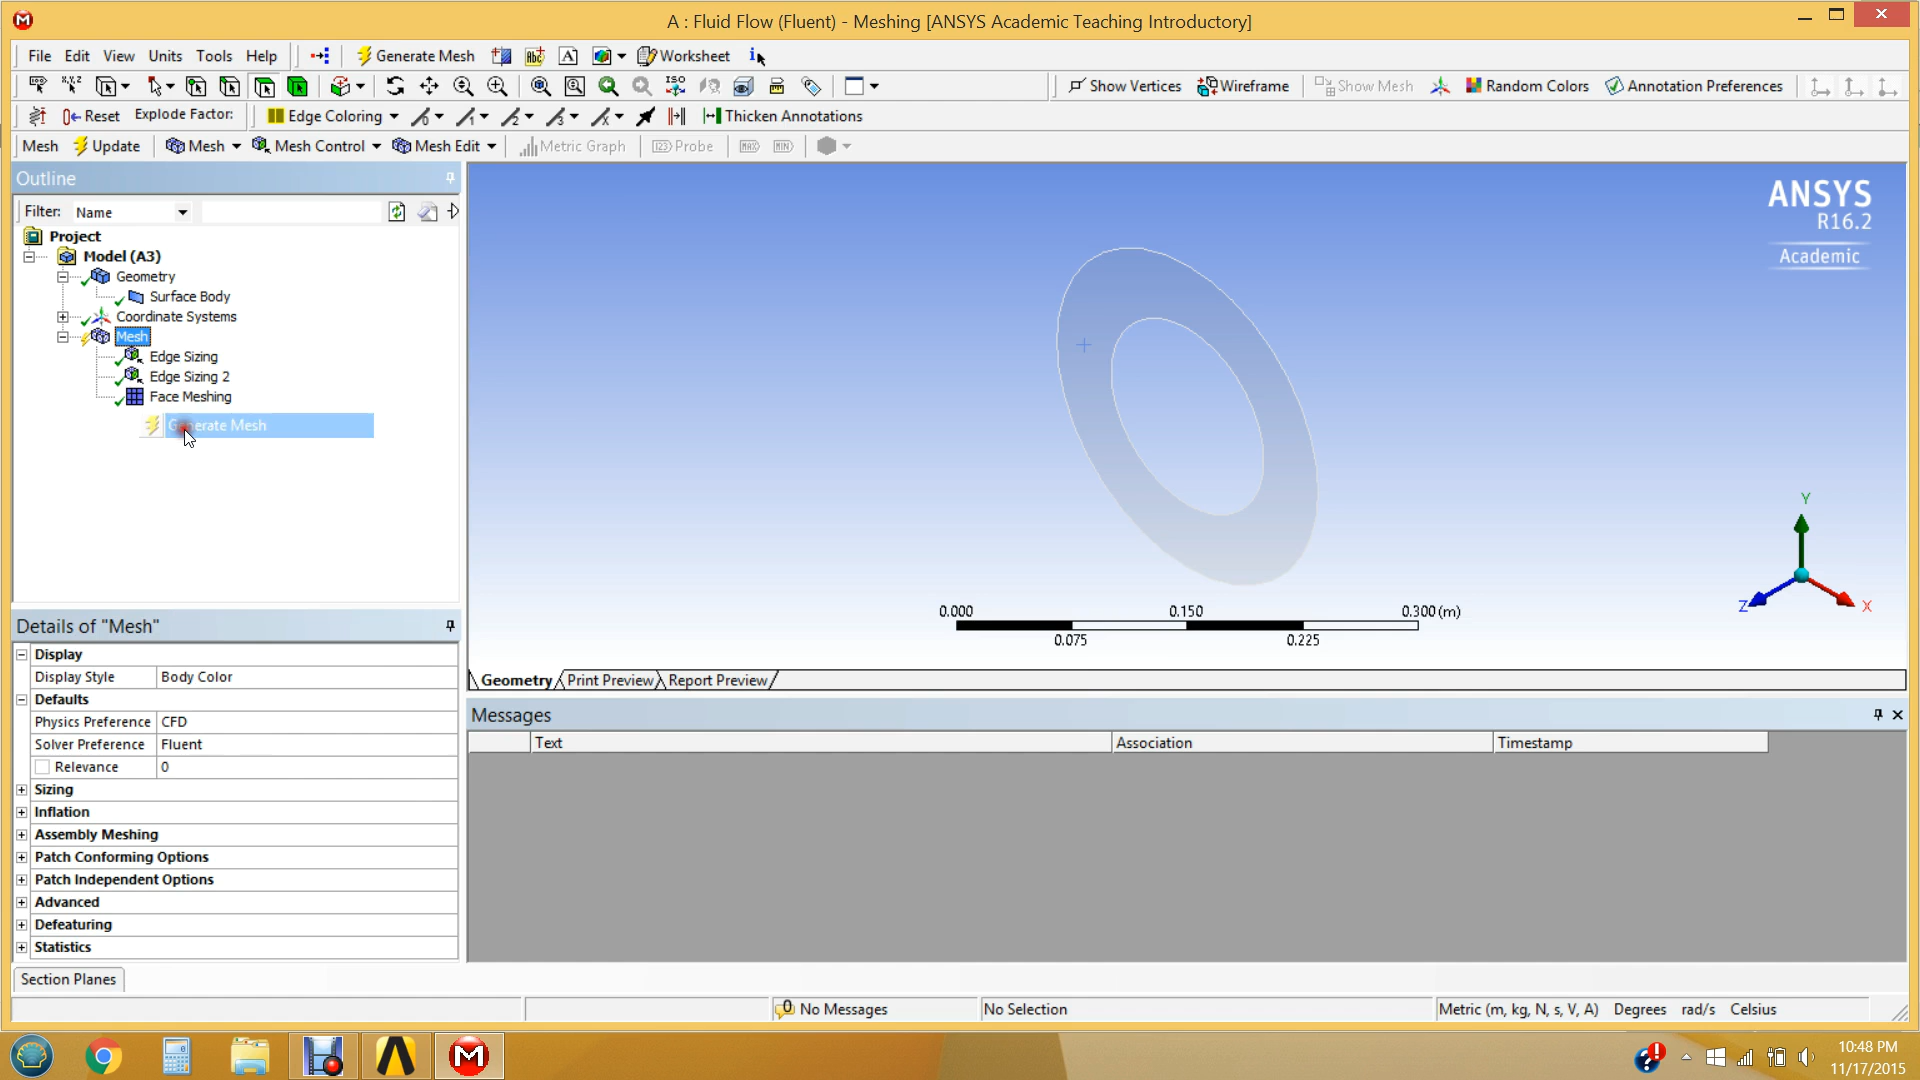 A : Fluid Flow (Fluent) - Meshing [ANSYS Academic Teaching Introductory]
File Edit View Units Tools Help Generate Mesh Worksheet
Show Vertices Wireframe Show Mesh Random Colors Annotation Preferences
Reset Explode Factor: Edge Coloring Thicken Annotations
Mesh Update Mesh Mesh Control Mesh Edit Metric Graph Probe MAX MIN
Outline
Filter: Name
Project
Model (A3)
Geometry
Surface Body
Coordinate Systems
Mesh
Edge Sizing
Edge Sizing 2
Face Meshing
Generate Mesh
ANSYS
R16.2
Academic
Y
Z
X
0.000 0.150 0.300 (m)
0.075 0.225
Geometry Print Preview Report Preview
Details of "Mesh"
Display
Display Style Body Color
Defaults
Physics Preference CFD
Solver Preference Fluent
Relevance 0
Sizing
Inflation
Assembly Meshing
Patch Conforming Options
Patch Independent Options
Advanced
Defeaturing
Statistics
Section Planes
Messages
Text Association Timestamp
0 No Messages No Selection Metric (m, kg, N, s, V, A) Degrees rad/s Celsius
10:48 PM
11/17/2015